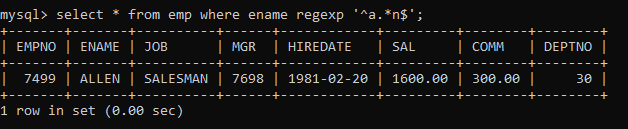 mysql> select * from emp where ename regexp '^a.*n$';
+-------+-------+----------+------+------------+---------+--------+--------+
| EMPNO | ENAME | JOB      | MGR  | HIREDATE   | SAL     | COMM   | DEPTNO |
+-------+-------+----------+------+------------+---------+--------+--------+
|  7499 | ALLEN | SALESMAN | 7698 | 1981-02-20 | 1600.00 | 300.00 |     30 |
+-------+-------+----------+------+------------+---------+--------+--------+
1 row in set (0.00 sec)